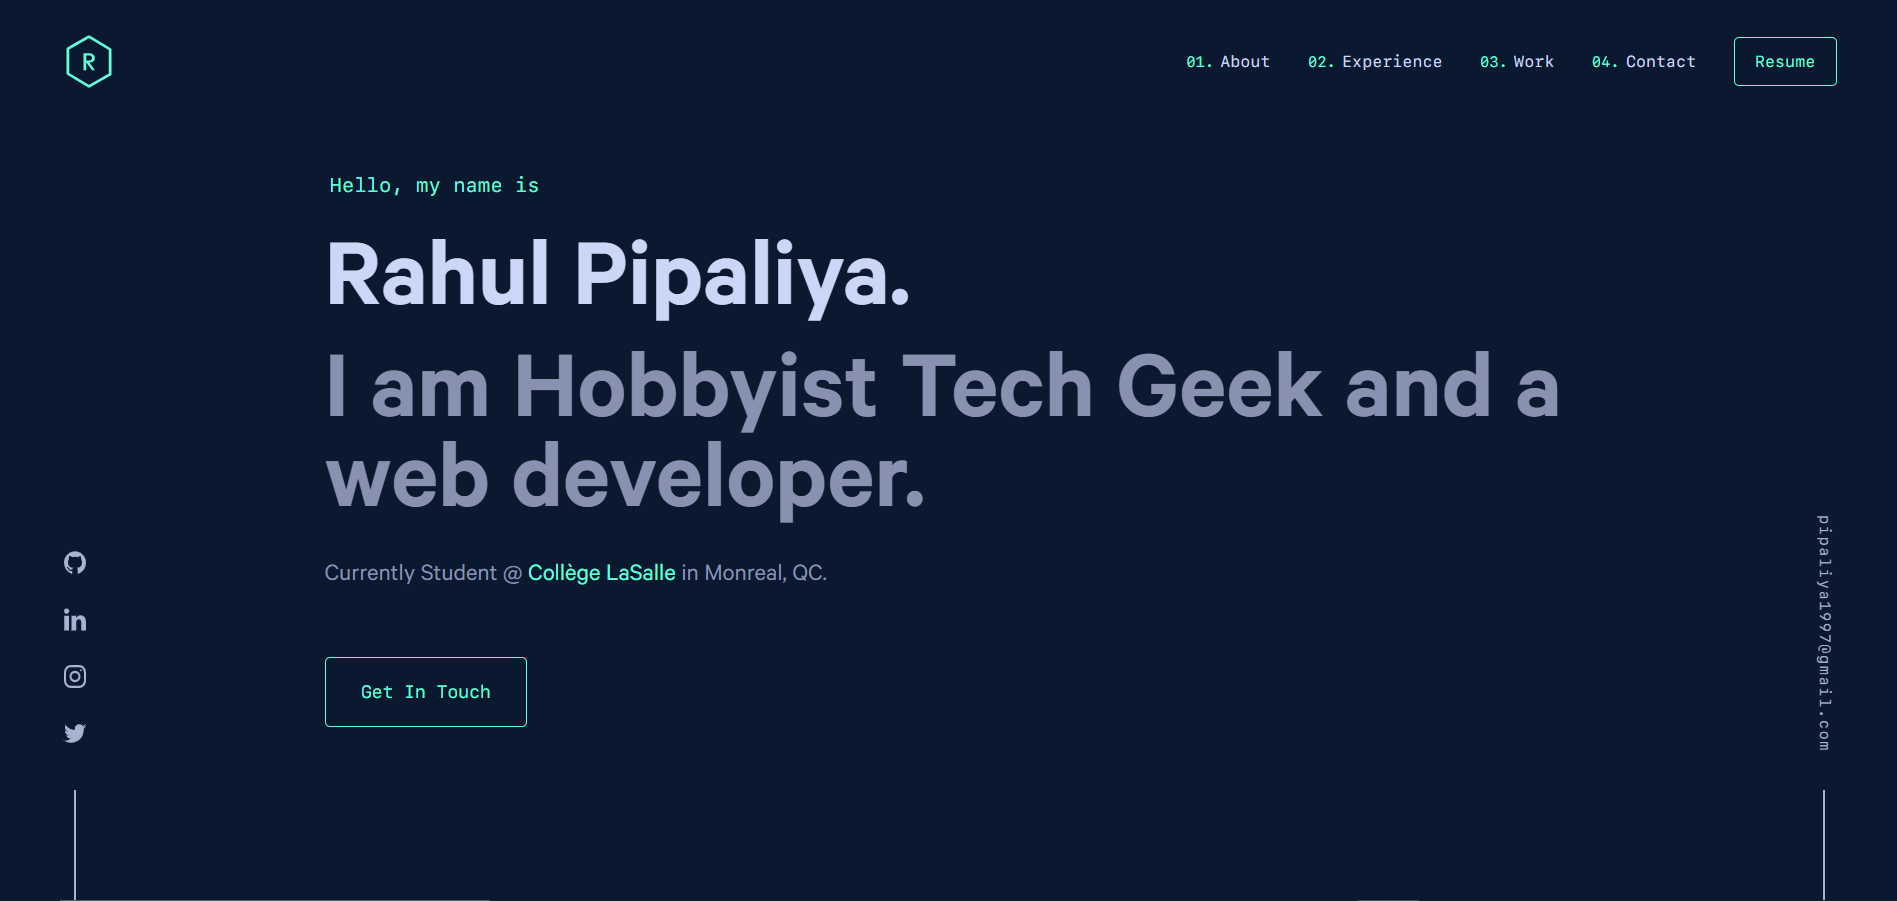 R
01. About 02. Experience 03. Work 04. Contact Resume
Hello, my name is
Rahul Pipaliya.
I am Hobbyist Tech Geek and a
web developer.
Currently Student @ Collège LaSalle in Monreal, QC.
Get In Touch
in
pipaliya1997@gmail.com